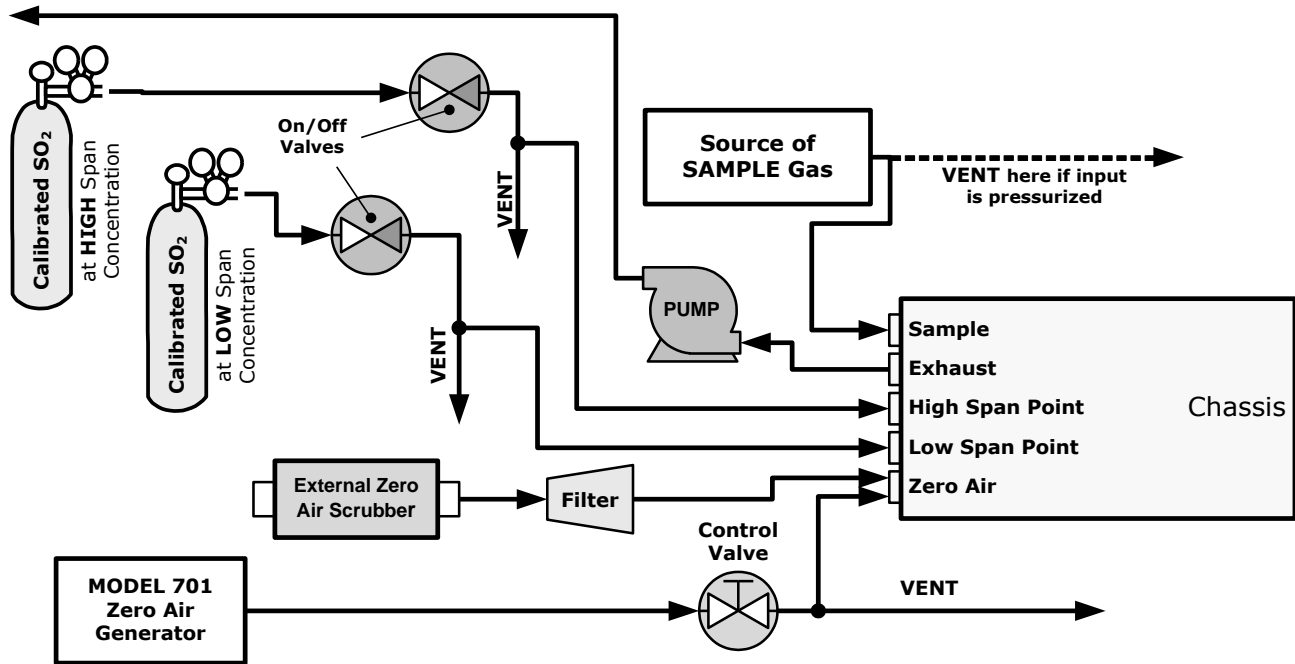 Calibrated SO₂
at HIGH Span
Concentration
Calibrated SO₂
at LOW Span
Concentration
On/Off
Valves
VENT
VENT
Source of
SAMPLE Gas
VENT here if input
is pressurized
PUMP
Sample
Exhaust
High Span Point
Low Span Point
Zero Air
Chassis
External Zero
Air Scrubber
Filter
Control
Valve
MODEL 701
Zero Air
Generator
VENT